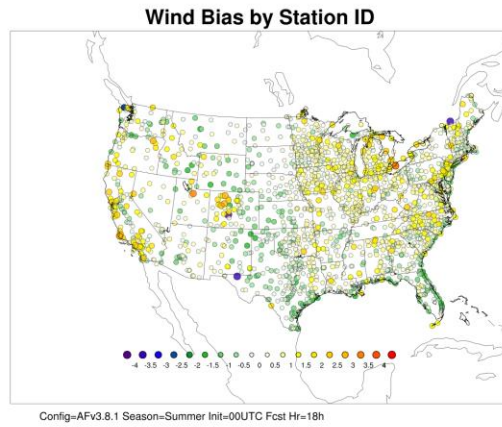 Wind Bias by Station ID
-4 -3.5 -3 -2.5 -2 -1.5 -1 -0.5 0 0.5 1 1.5 2 2.5 3 3.5 4
Config=AFv3.8.1 Season=Summer Init=00UTC Fcst Hr=18h